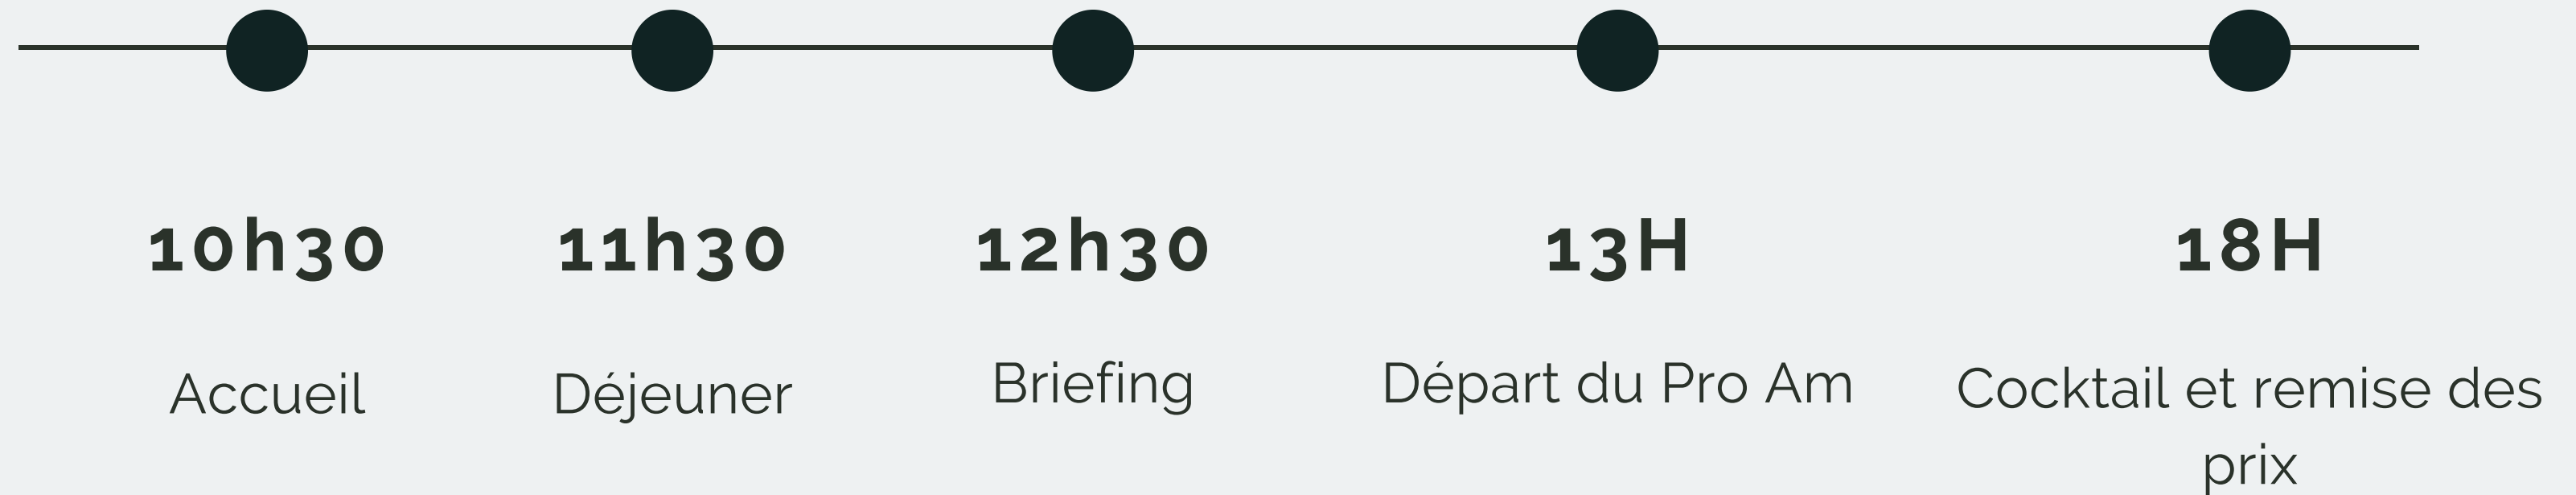 10h30
11h30
12h30
13H
18H
Accueil
Déjeuner
Briefing
Départ du Pro Am
Cocktail et remise des
prix